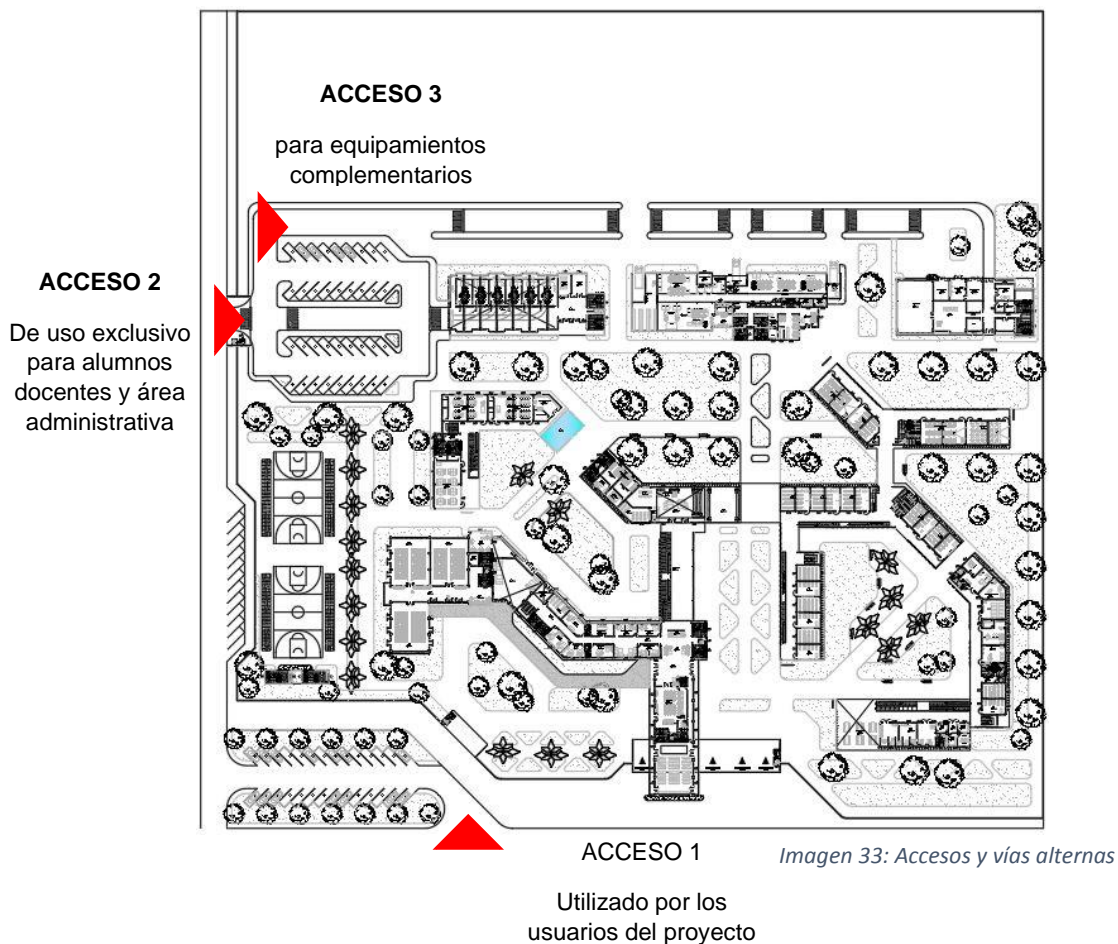 ACCESO 3
para equipamientos
complementarios
ACCESO 2
De uso exclusivo
para alumnos
docentes y área
administrativa
ACCESO 1
Utilizado por los
usarios del proyecto
Imagen 33: Accesos y vías alternas